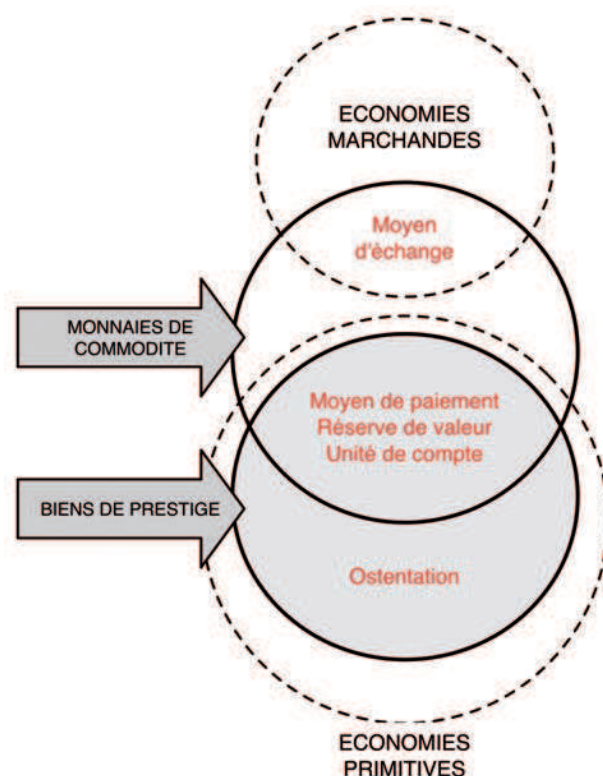 ECONOMIES
MARCHANDES
Moyen
d'èchange
MONNAIES DE
COMMODITE
Moyen de paiement
Réserve de valeur
Unité de compte
BIENS DE PRESTIGE
Ostentation
ECONOMIES
PRIMITIVES